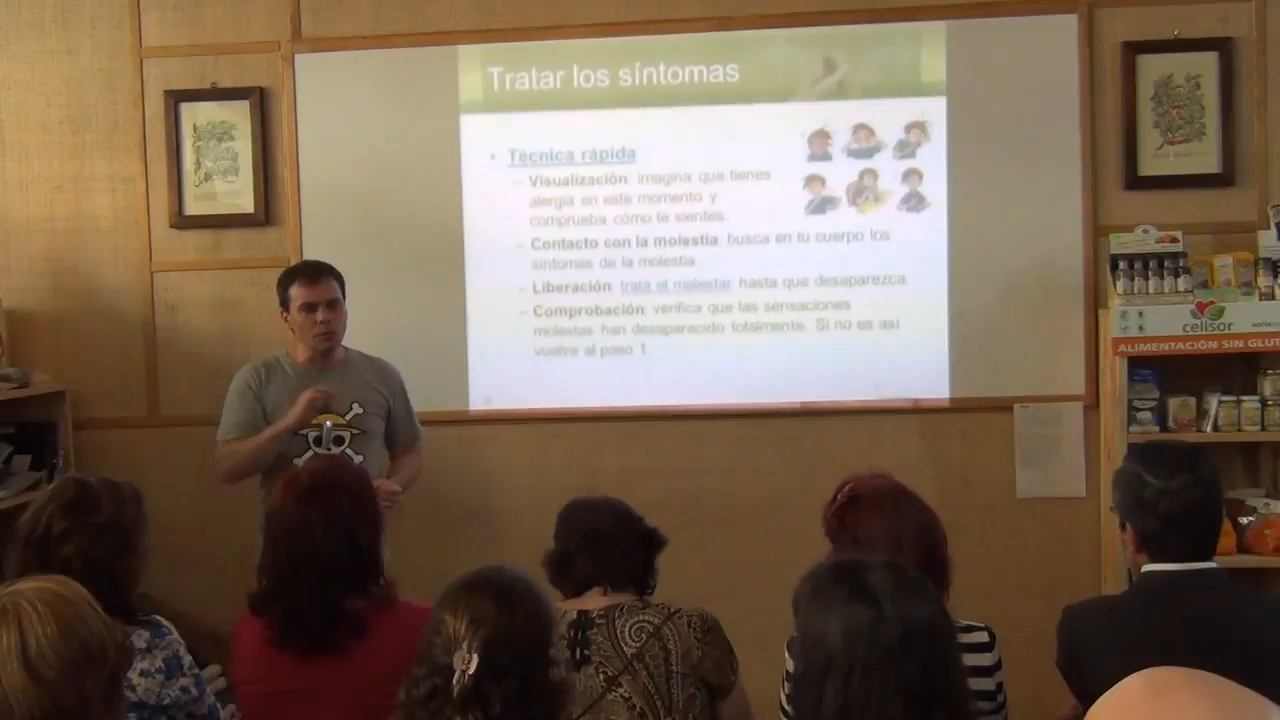 Tratar los síntomas
• Técnica rápida
– Visualización: imagina que tienes
alergia en este momento y
comprueba cómo te sientes.
– Contacto con la molestia: busca en tu cuerpo los
síntomas de la molestia
– Liberación: trata el malestar hasta que desaparezca.
– Comprobación: verifica que las sensaciones
molestas han desaparecido totalmente. Si no es así
vuelve al paso 1.
celisor
ALIMENTACIÓN SIN GLUT